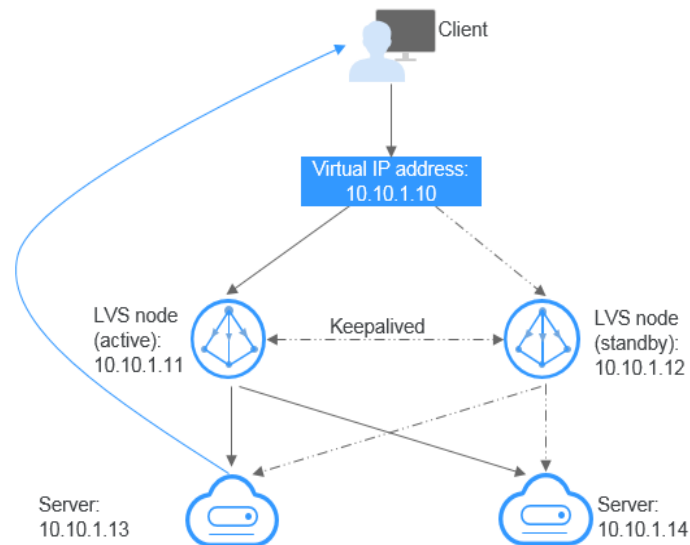 Client
Virtual IP address:
10.10.1.10
LVS node
(active):
10.10.1.11
Keepalived
LVS node
(standby):
10.10.1.12
Server:
10.10.1.13
Server:
10.10.1.14